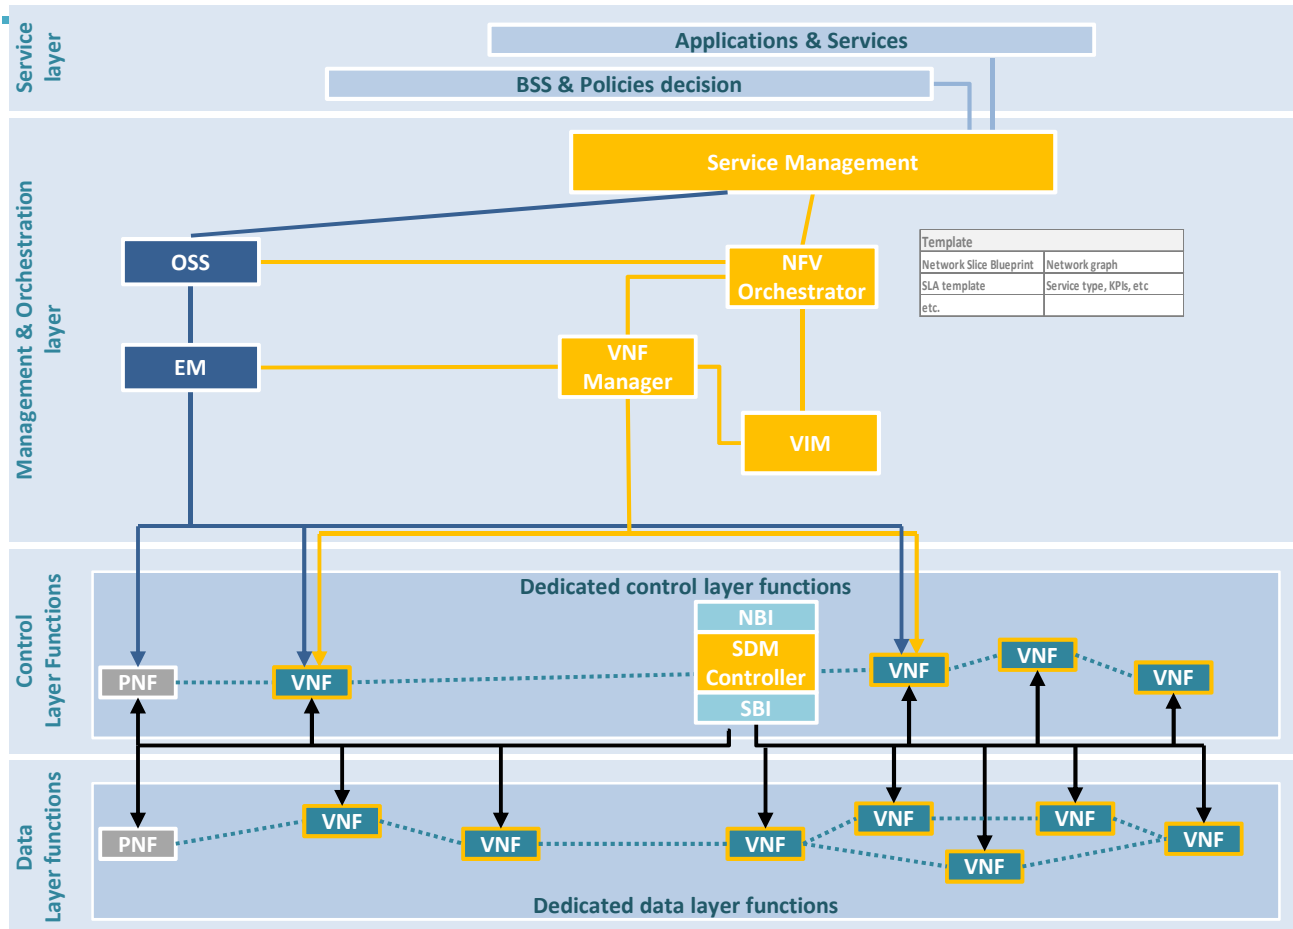 Service
layer
Applications & Services
BSS & Policies decision
Management & Orchestration
layer
Service Management
OSS
NFV
Orchestrator
Template
Network Slice Blueprint Network graph
SLA template Service type, KPIs, etc
etc.
EM
VNF
Manager
VIM
Control
Layer Functions
Dedicated control layer functions
NBI
SDM
Controller
SBI
PNF
VNF
VNF
VNF
VNF
Data
Layer functions
PNF
VNF
VNF
VNF
VNF
VNF
VNF
VNF
Dedicated data layer functions